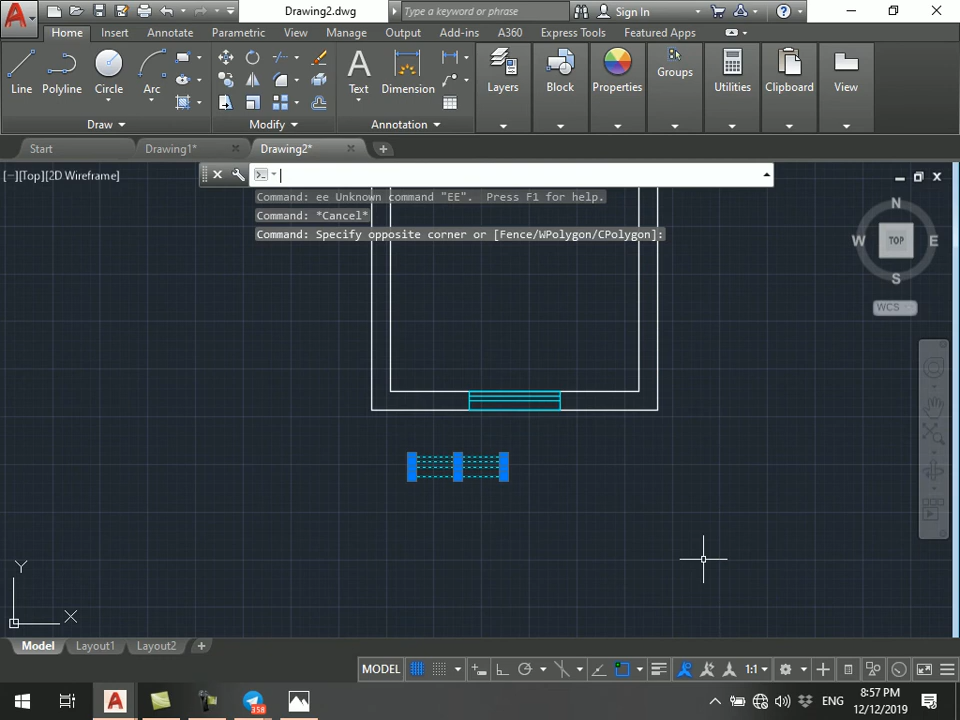 Drawing2.dwg
Type a keyword or phrase
Sign In
Home Insert Annotate Parametric View Manage Output Add-ins A360 Express Tools Featured Apps
Line Polyline Circle Arc
Text Dimension
Layers Block Properties Groups Utilities Clipboard View
Draw Modify Annotation
Start Drawing1* Drawing2*
[−][Top][2D Wireframe]
Command: ee Unknown command "EE". Press F1 for help.
Command: *Cancel*
Command: Specify opposite corner or [Fence/WPolygon/CPolygon]:
N
W TOP E
S
WCS
Y
X
Model Layout1 Layout2
MODEL 1:1
358
ENG
8:57 PM
12/12/2019